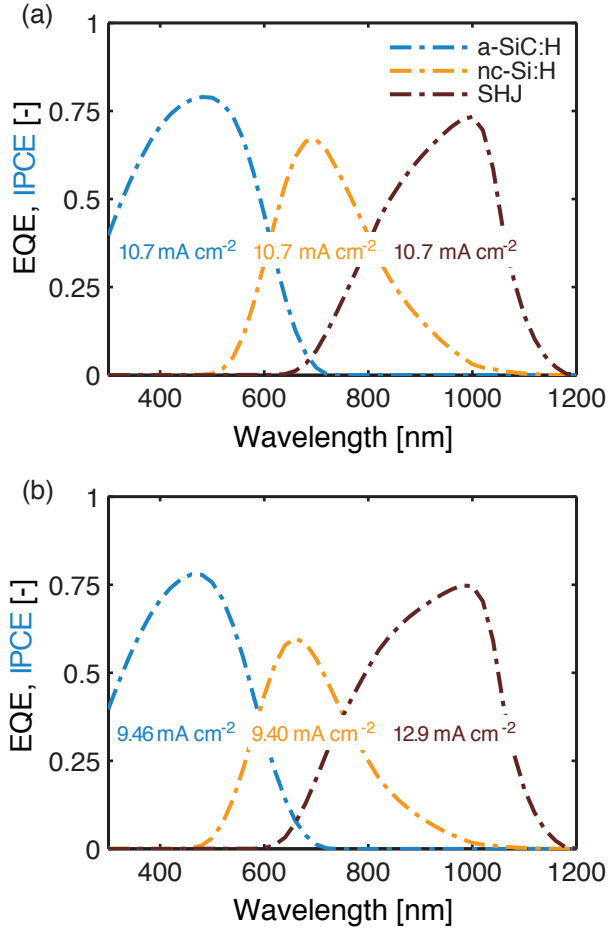 (a)
1
0.75
0.5
0.25
0
EQE, IPCE [-]
a-SiC:H
nc-Si:H
SHJ
10.7 mA cm-2
10.7 mA cm-2
10.7 mA cm-2
400 600 800 1000 1200
Wavelength [nm]
(b)
1
0.75
0.5
0.25
0
EQE, IPCE [-]
9.46 mA cm-2
9.40 mA cm-2
12.9 mA cm-2
400 600 800 1000 1200
Wavelength [nm]